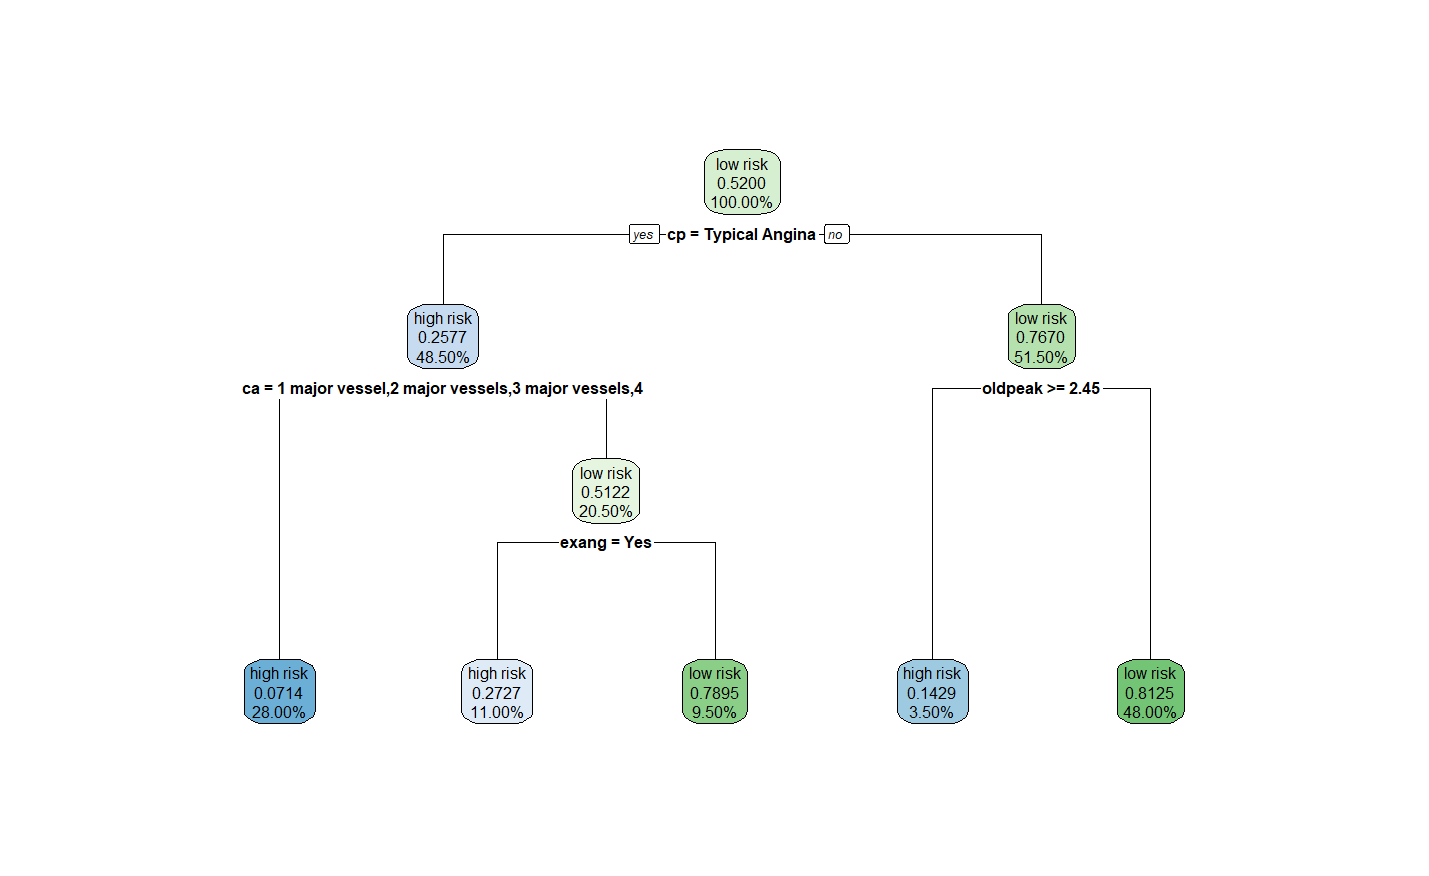 low risk
0.5200
100.00%
yes cp = Typical Angina no
high risk
0.2577
48.50%
low risk
0.7670
51.50%
ca = 1 major vessel,2 major vessels,3 major vessels,4
oldpeak >= 2.45
low risk
0.5122
20.50%
exang = Yes
high risk
0.0714
28.00%
high risk
0.2727
11.00%
low risk
0.7895
9.50%
high risk
0.1429
3.50%
low risk
0.8125
48.00%